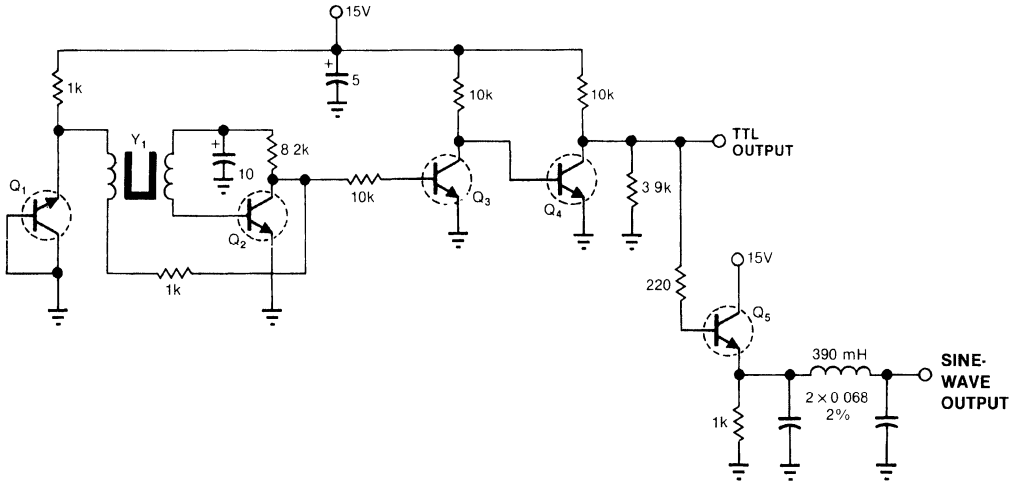 15V
1k
+
5
10k
10k
Y1
+
10
8 2k
TTL
OUTPUT
Q1
Q2
10k
Q3
Q4
3 9k
1k
220
15V
Q5
390 mH
2 × 0 068
2%
SINE-
WAVE
OUTPUT
1k